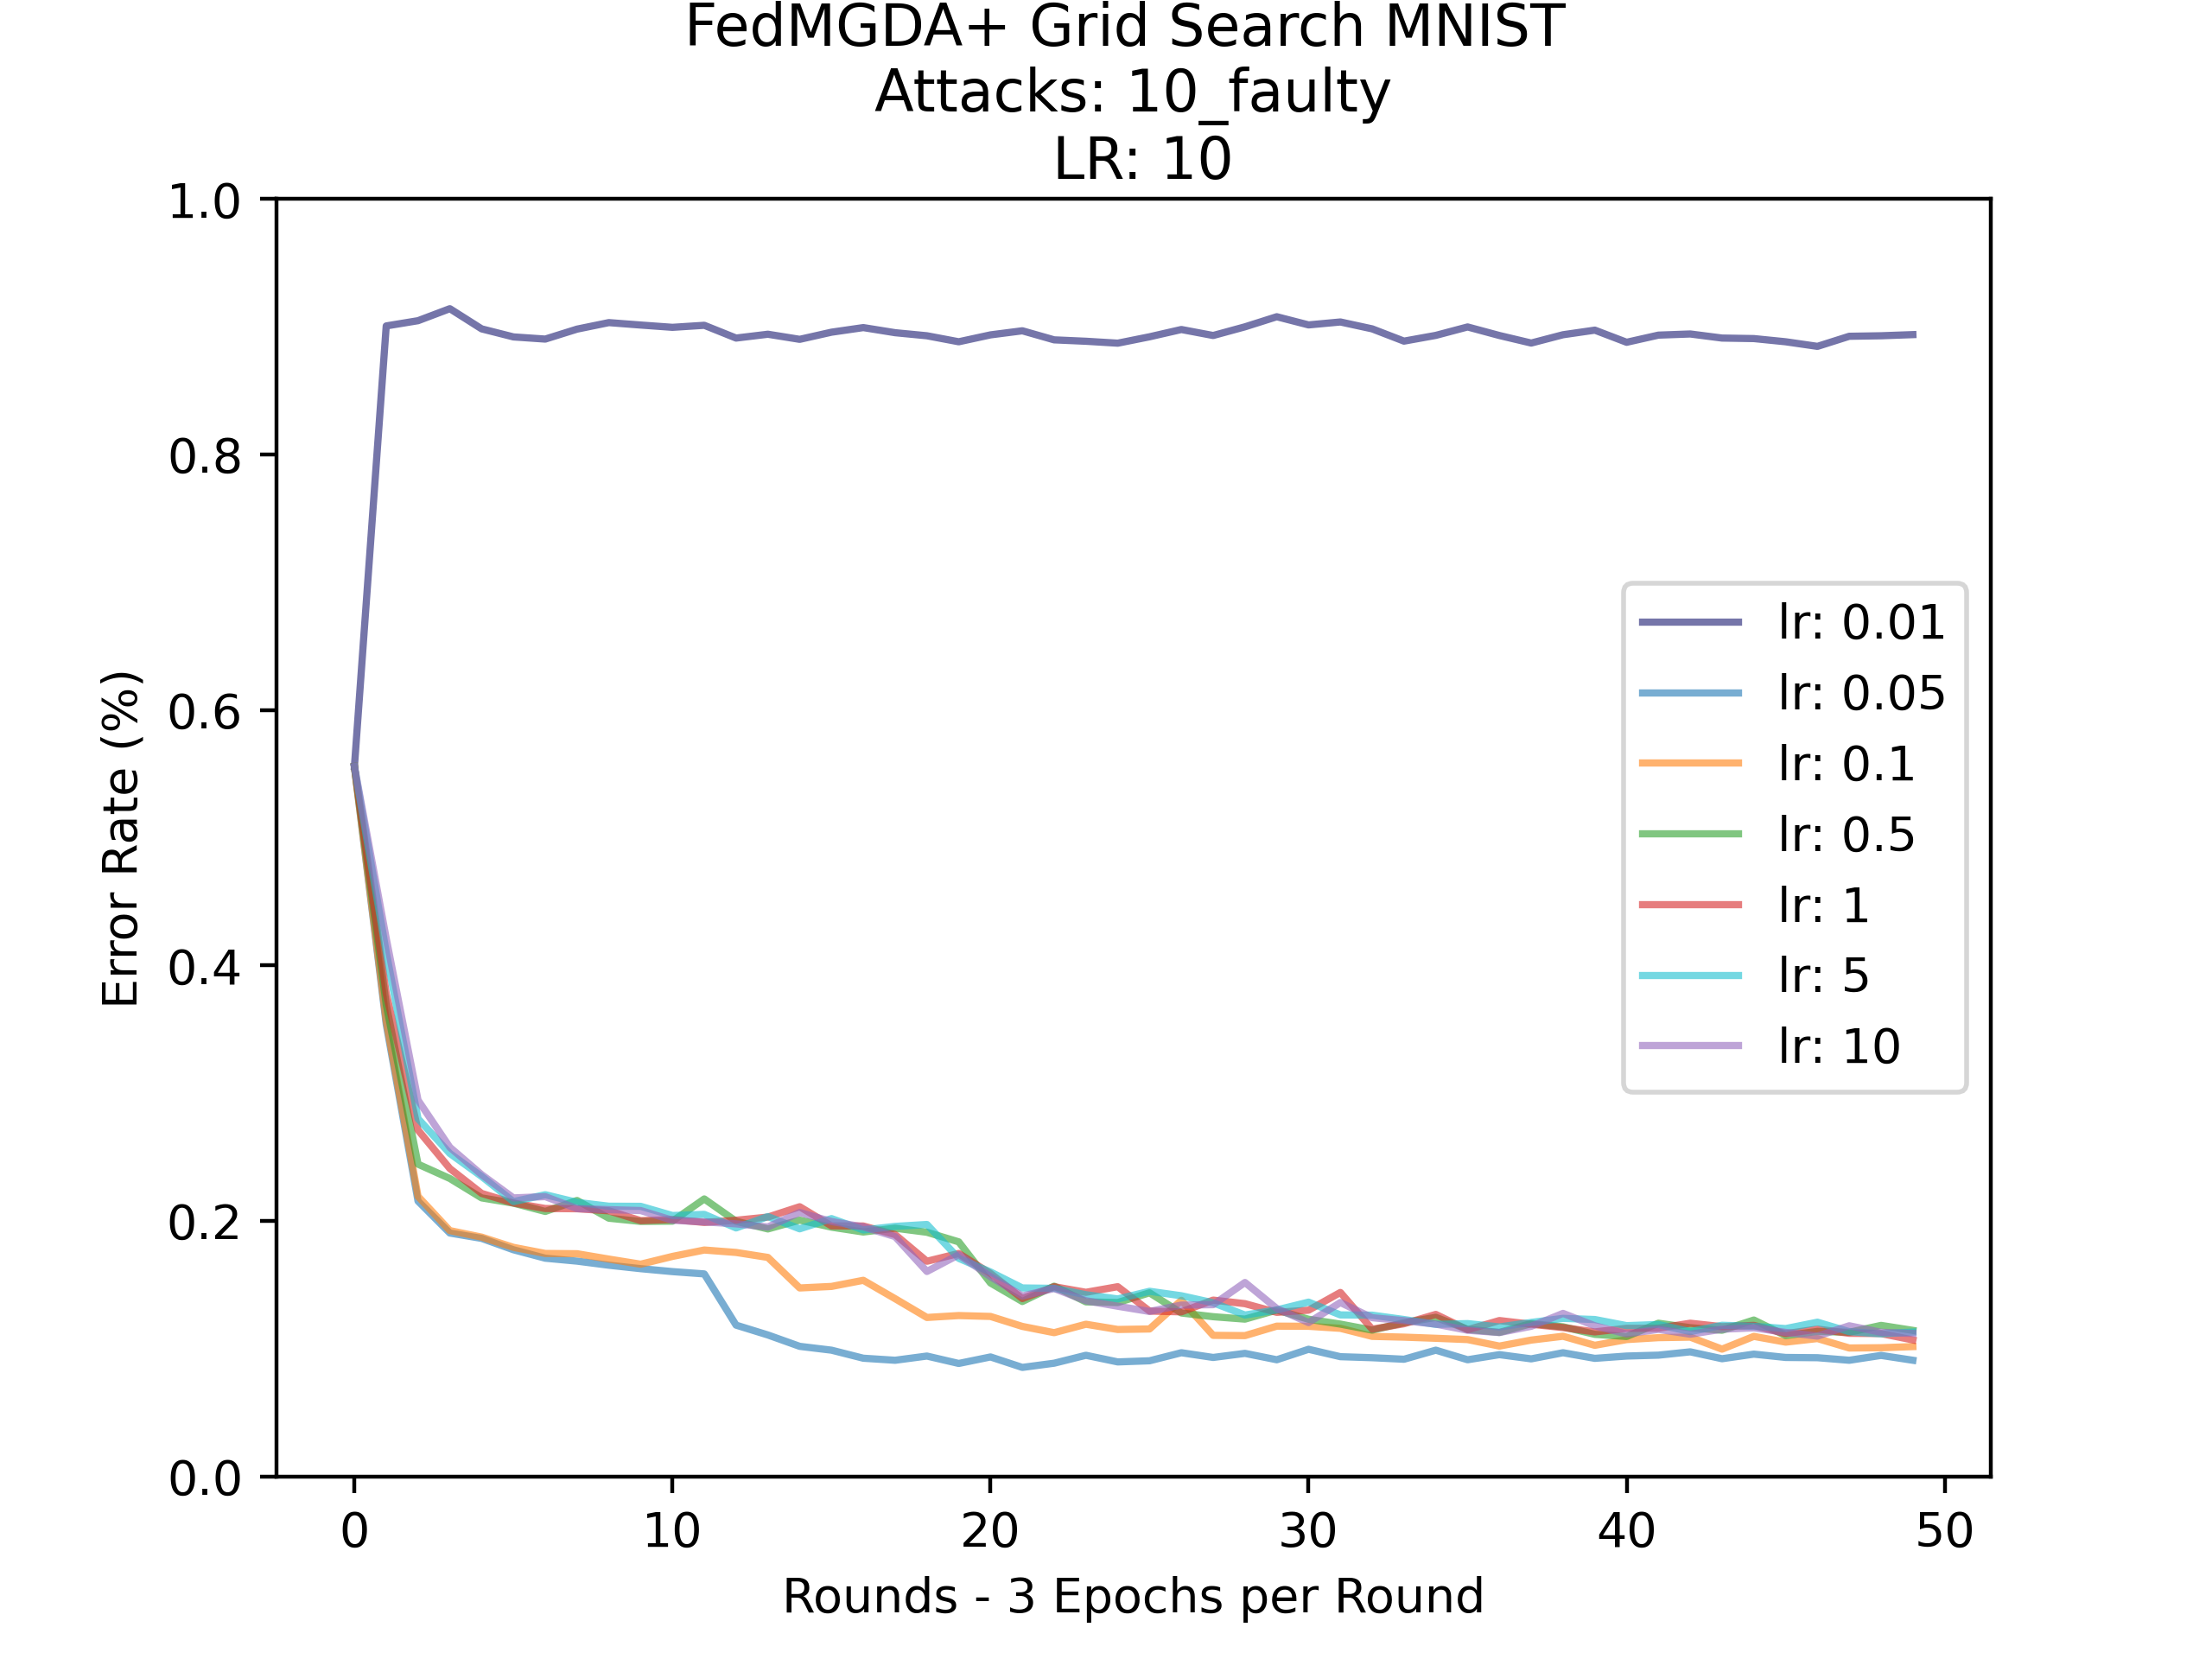 FedMGDA+ Grid Search MNIST
Attacks: 10_faulty
LR: 10
1.0
0.8
0.6
0.4
0.2
0.0
Error Rate (%)
lr: 0.01
lr: 0.05
lr: 0.1
lr: 0.5
lr: 1
lr: 5
lr: 10
0 10 20 30 40 50
Rounds - 3 Epochs per Round